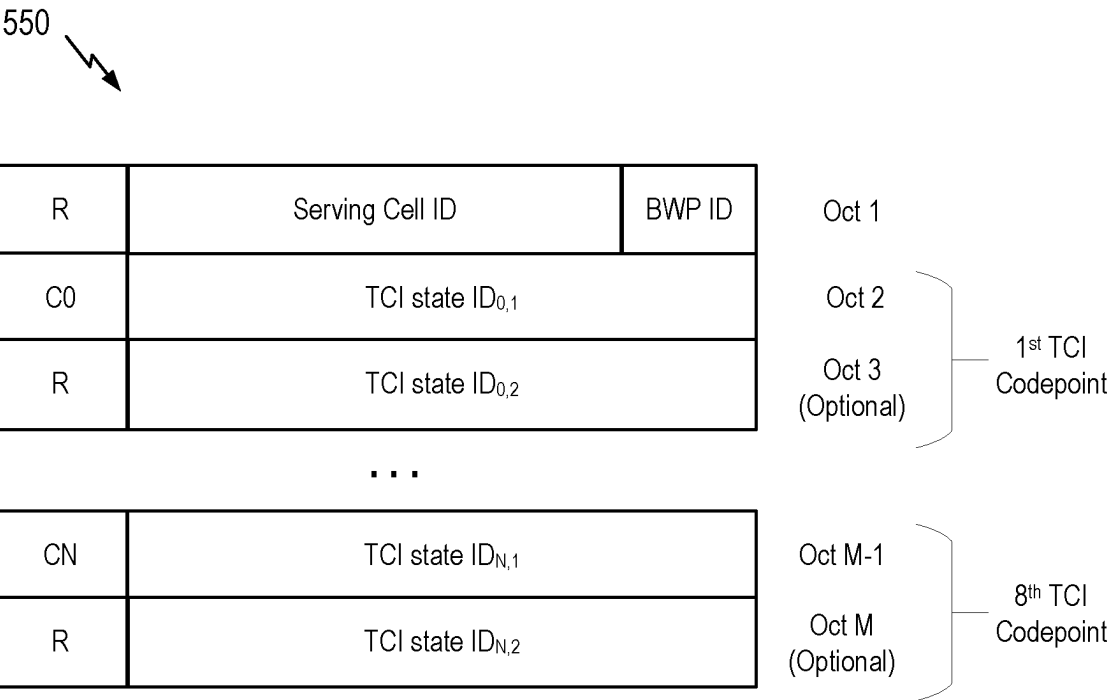 550
R Serving Cell ID BWP ID Oct 1
C0 TCI state ID0,1 Oct 2
R TCI state ID0,2 Oct 3
(Optional)
1st TCI
Codepoint
...
CN TCI state IDN,1 Oct M-1
R TCI state IDN,2 Oct M
(Optional)
8th TCI
Codepoint